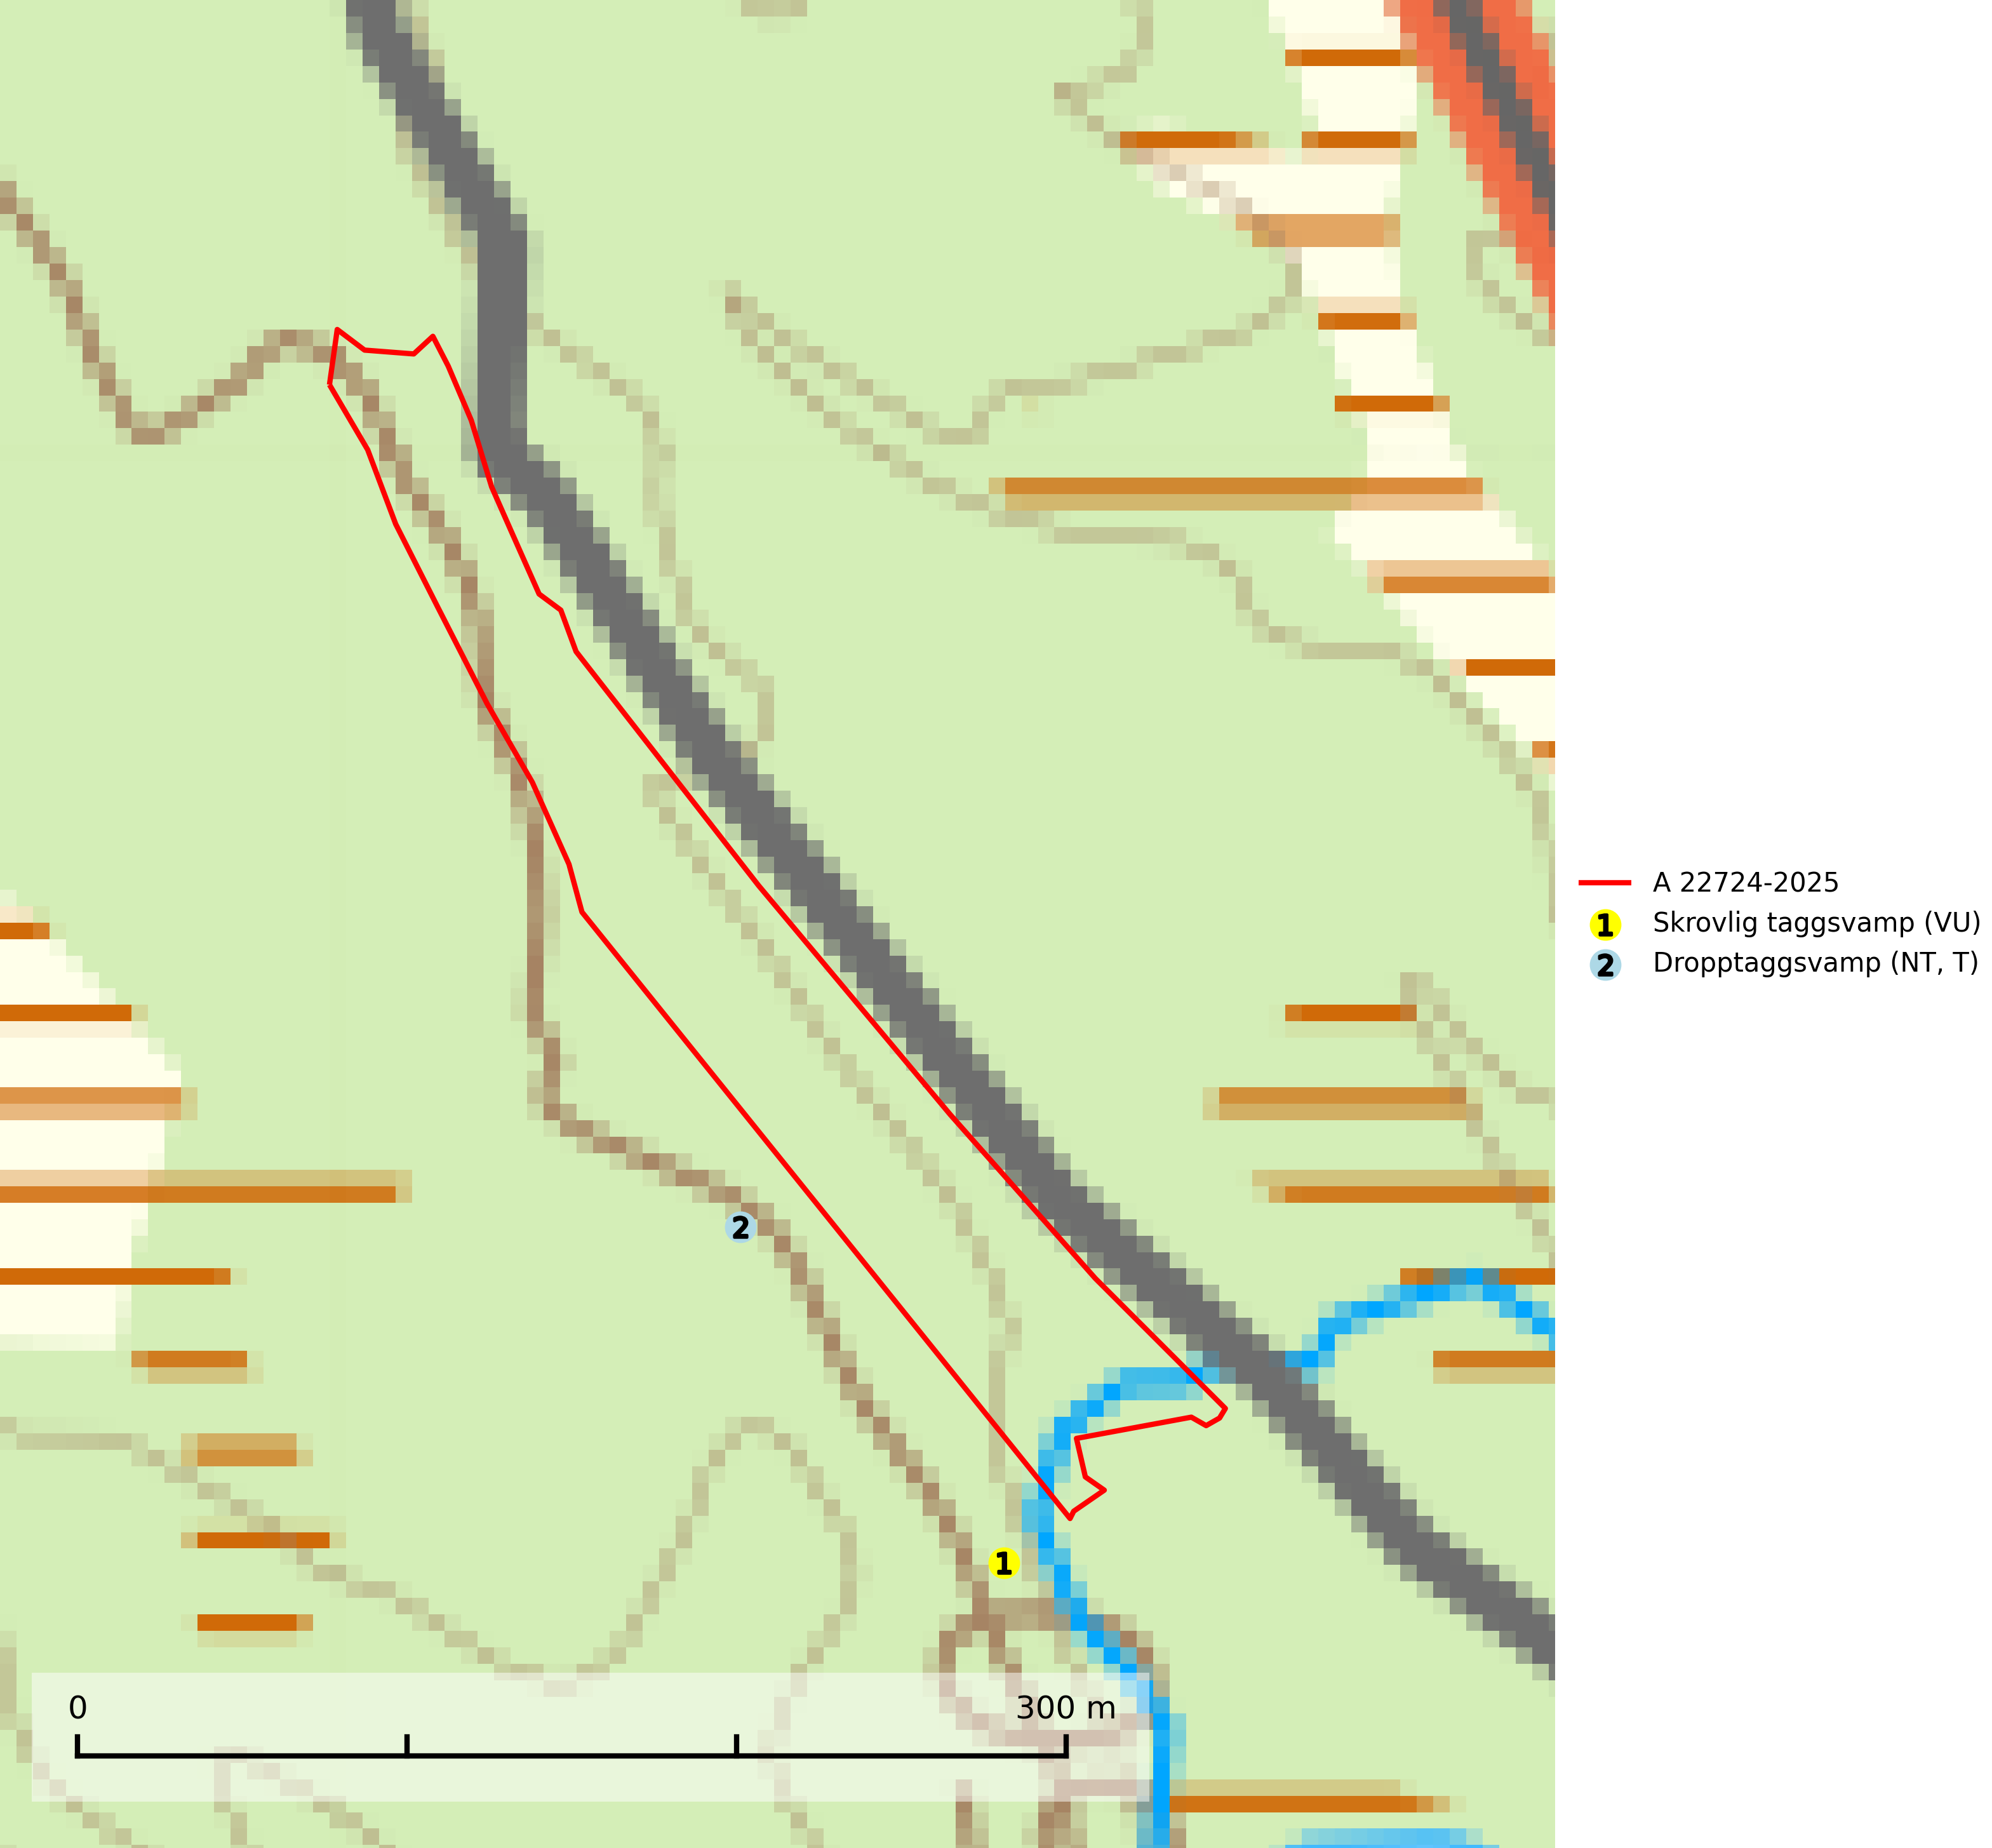 A 22724-2025
1 Skrovlig taggsvamp (VU)
2 Dropptaggsvamp (NT, T)
2
1
0 300 m